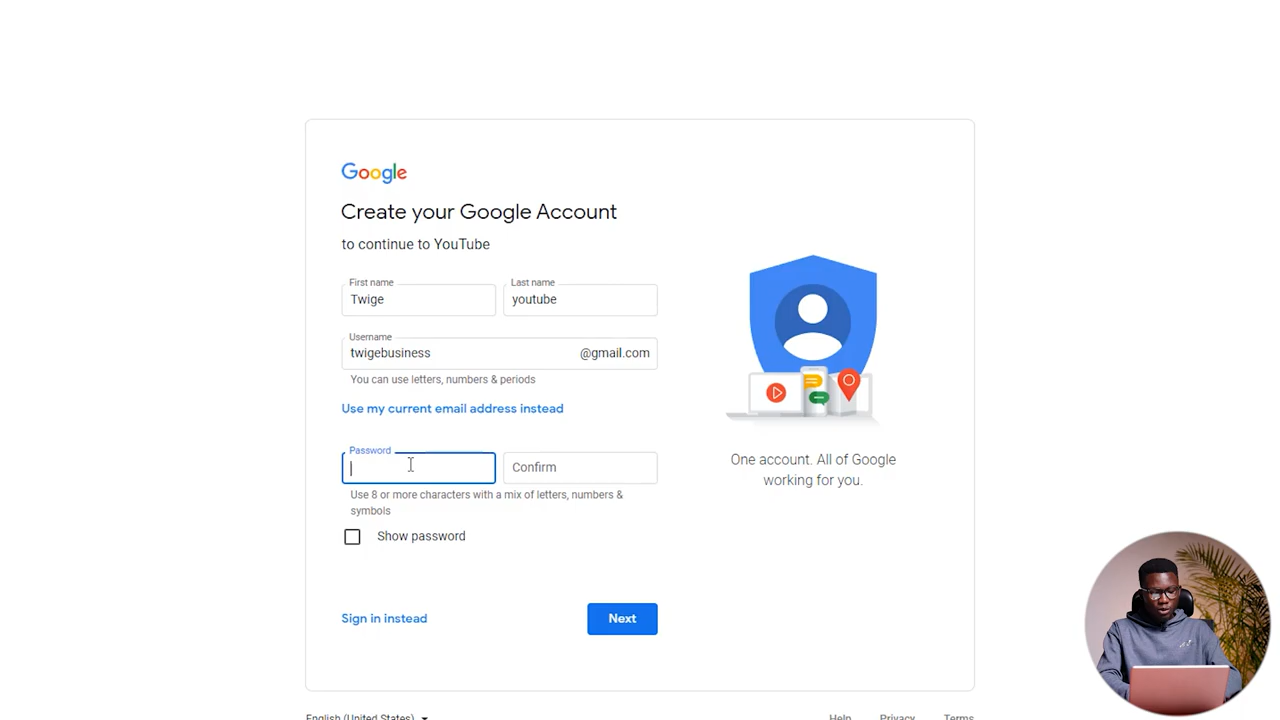 Google
Create your Google Account
to continue to YouTube
First name
Last name
Twige
youtube
Username
twigebusiness
@gmail.com
You can use letters, numbers & periods
Use my current email address instead
Password
Confirm
Use 8 or more characters with a mix of letters, numbers &
symbols
Show password
Sign in instead
Next
One account. All of Google
working for you.
English (United States)
Help
Privacy
Terms